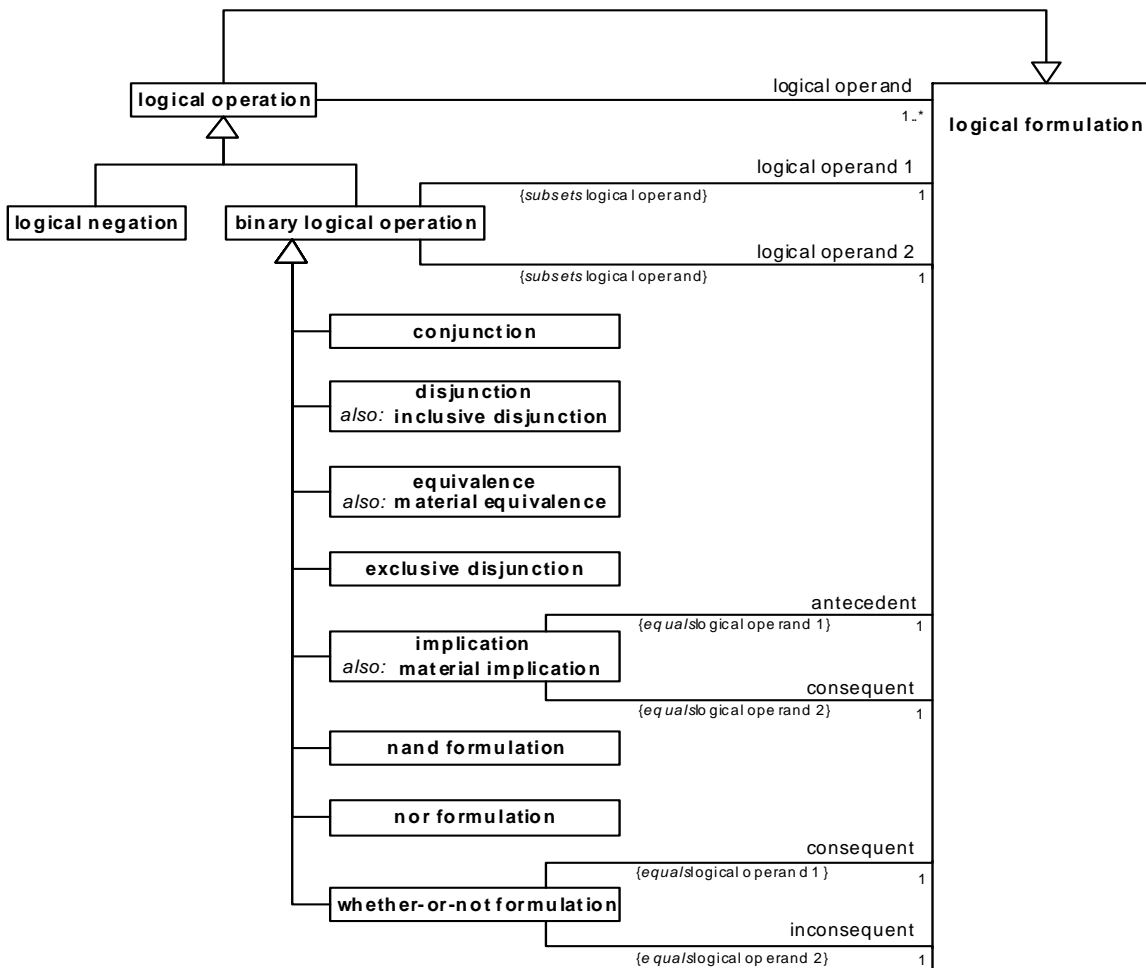 logical operand
logical operation
1..*
logical formulation
logical operand 1
{subsets logical operand}
1
logical negation
binary logical operation
logical operand 2
{subsets logical operand}
1
conjunction
disjunction
also: inclusive disjunction
equivalence
also: material equivalence
exclusive disjunction
antecedent
{equals logical operand 1}
1
implication
also: material implication
consequent
{equals logical operand 2}
1
nand formulation
nor formulation
consequent
{equals logical operand 1}
1
whether-or-not formulation
inconsequent
{equals logical operand 2}
1